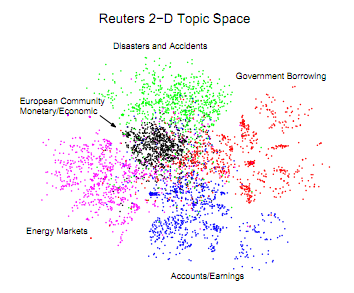 Reuters 2−D Topic Space
Disasters and Accidents
Government Borrowing
European Community
Monetary/Economic
Energy Markets
Accounts/Earnings